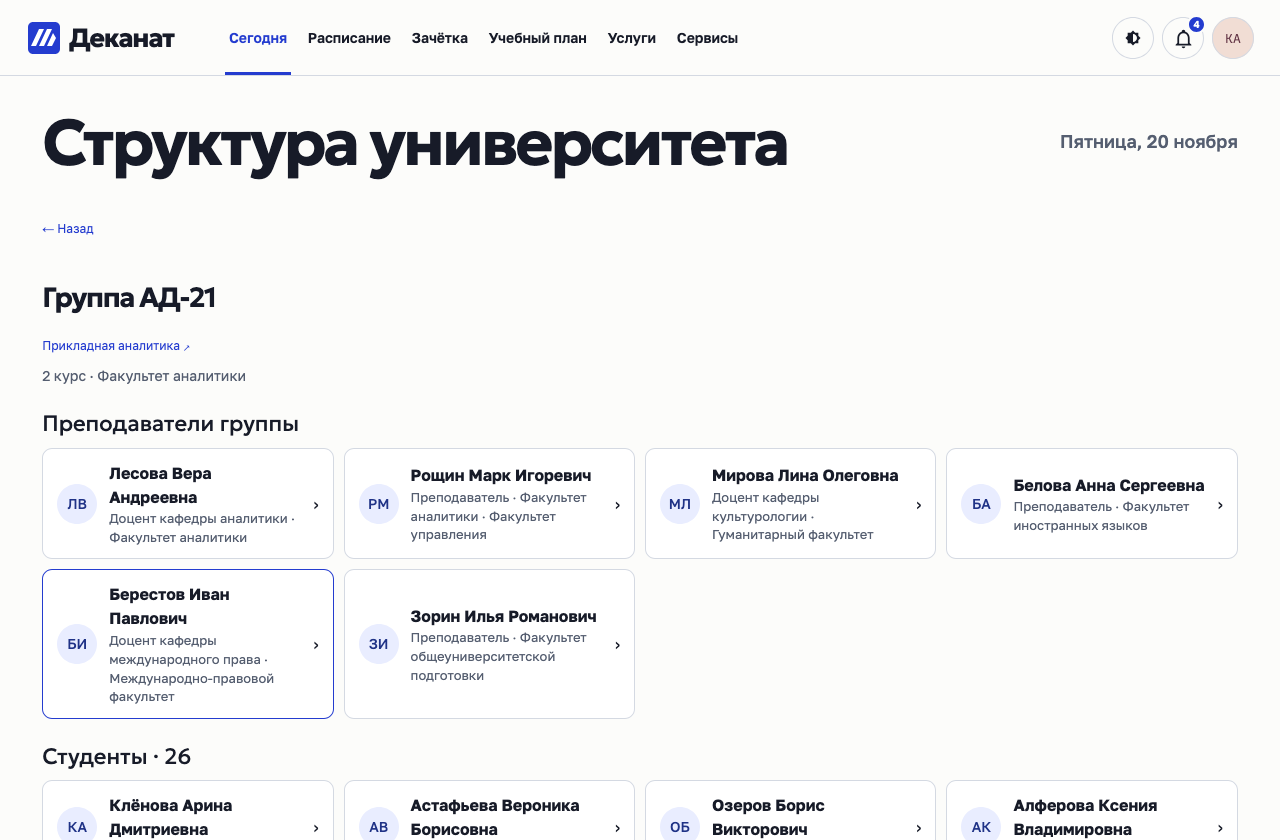 Деканат
Сегодня Расписание Зачётка Учебный план Услуги Сервисы
4
КА
Структура университета
Пятница, 20 ноября
← Назад
Группа АД-21
Прикладная аналитика ↗
2 курс · Факультет аналитики
Преподаватели группы
ЛВ
Лесова Вера
Андреевна
Доцент кафедры аналитики ·
Факультет аналитики
›
РМ
Рощин Марк Игоревич
Преподаватель · Факультет
аналитики · Факультет
управления
›
МЛ
Мирова Лина Олеговна
Доцент кафедры
культурологии ·
Гуманитарный факультет
›
БА
Белова Анна Сергеевна
Преподаватель · Факультет
иностранных языков
›
БИ
Берестов Иван
Павлович
Доцент кафедры
международного права ·
Международно-правовой
факультет
›
ЗИ
Зорин Илья Романович
Преподаватель · Факультет
общеуниверситетской
подготовки
›
Студенты · 26
КА
Клёнова Арина
Дмитриевна
›
АВ
Астафьева Вероника
Борисовна
›
ОБ
Озеров Борис
Викторович
›
АК
Алферова Ксения
Владимировна
›